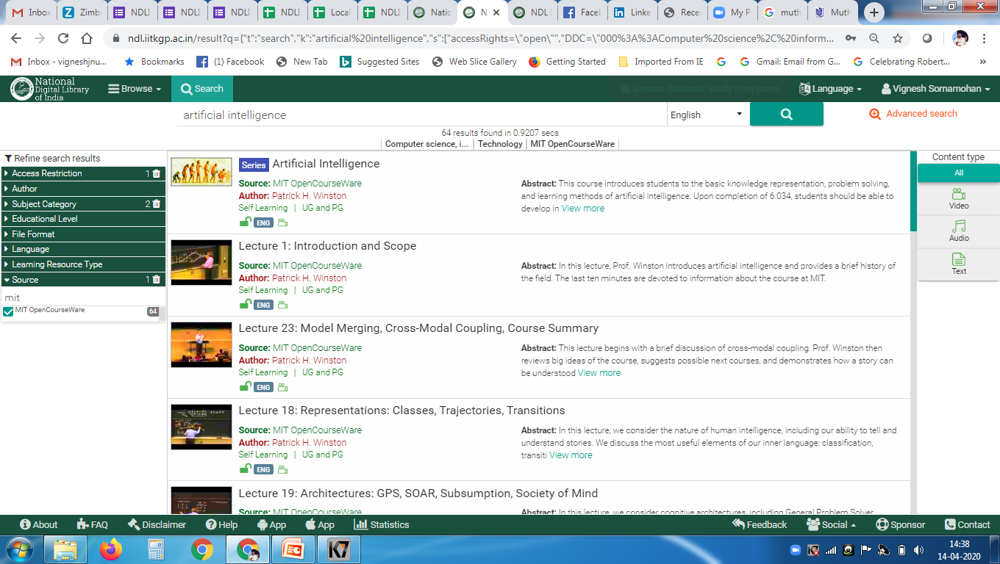 Inbox
Zimb
NDLI
NDLI
NDLI
NDLI
Local
NDLI
Natio
N
NDL
Faceb
Linke
Recei
My P
muth
Muth
ndl.iitkgp.ac.in/result?q={"t":"search","k":"artificial%20intelligence","s":["accessRights=\"open\"","DDC=\"000%3A%3AComputer%20science%2C%20inform...
Inbox - vigneshjnu...
Bookmarks
(1) Facebook
New Tab
Suggested Sites
Web Slice Gallery
Getting Started
Imported From IE
Gmail: Email from G...
Celebrating Robert...
»
National
Digital Library
of India
Browse
Search
Corona Outbreak: Study from home
Language
Vignesh Sornamohan
artificial intelligence
English
Advanced search
64 results found in 0.9207 secs
Computer science, i... | Technology | MIT OpenCourseWare
Refine search results
Access Restriction 1
Author
Subject Category 2
Educational Level
File Format
Language
Learning Resource Type
Source 1
mit
MIT OpenCourseWare 64
Series Artificial Intelligence
Source: MIT OpenCourseWare
Author: Patrick H. Winston
Self Learning | UG and PG
ENG
Abstract: This course introduces students to the basic knowledge representation, problem solving,
and learning methods of artificial intelligence. Upon completion of 6.034, students should be able to
develop in View more
Lecture 1: Introduction and Scope
Source: MIT OpenCourseWare
Author: Patrick H. Winston
Self Learning | UG and PG
ENG
Abstract: In this lecture, Prof. Winston introduces artificial intelligence and provides a brief history of
the field. The last ten minutes are devoted to information about the course at MIT.
Lecture 23: Model Merging, Cross-Modal Coupling, Course Summary
Source: MIT OpenCourseWare
Author: Patrick H. Winston
Self Learning | UG and PG
ENG
Abstract: This lecture begins with a brief discussion of cross-modal coupling. Prof. Winston then
reviews big ideas of the course, suggests possible next courses, and demonstrates how a story can
be understood View more
Lecture 18: Representations: Classes, Trajectories, Transitions
Source: MIT OpenCourseWare
Author: Patrick H. Winston
Self Learning | UG and PG
ENG
Abstract: In this lecture, we consider the nature of human intelligence, including our ability to tell and
understand stories. We discuss the most useful elements of our inner language: classification,
transiti View more
Lecture 19: Architectures: GPS, SOAR, Subsumption, Society of Mind
Source: MIT OpenCourseWare
Abstract: In this lecture, we consider cognitive architectures, including General Problem Solver,
Content type
All
Video
Audio
Text
About
FAQ
Disclaimer
Help
App
App
Statistics
Feedback
Social
Sponsor
Contact
K7
14:38
14-04-2020